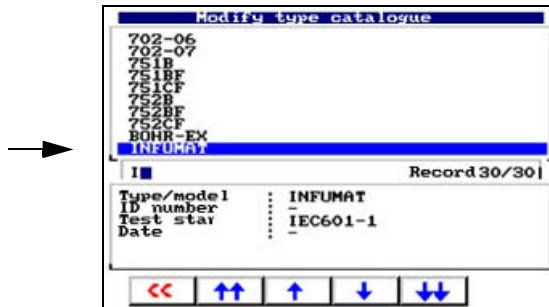 Modify type catalogue
702-06
702-07
751B
751BF
751CF
752B
752BF
752CF
BOHR-EX
INFUMAT
I Record 30/30
Type/model : INFUMAT
ID number : –
Test star : IEC601-1
Date : –
<<